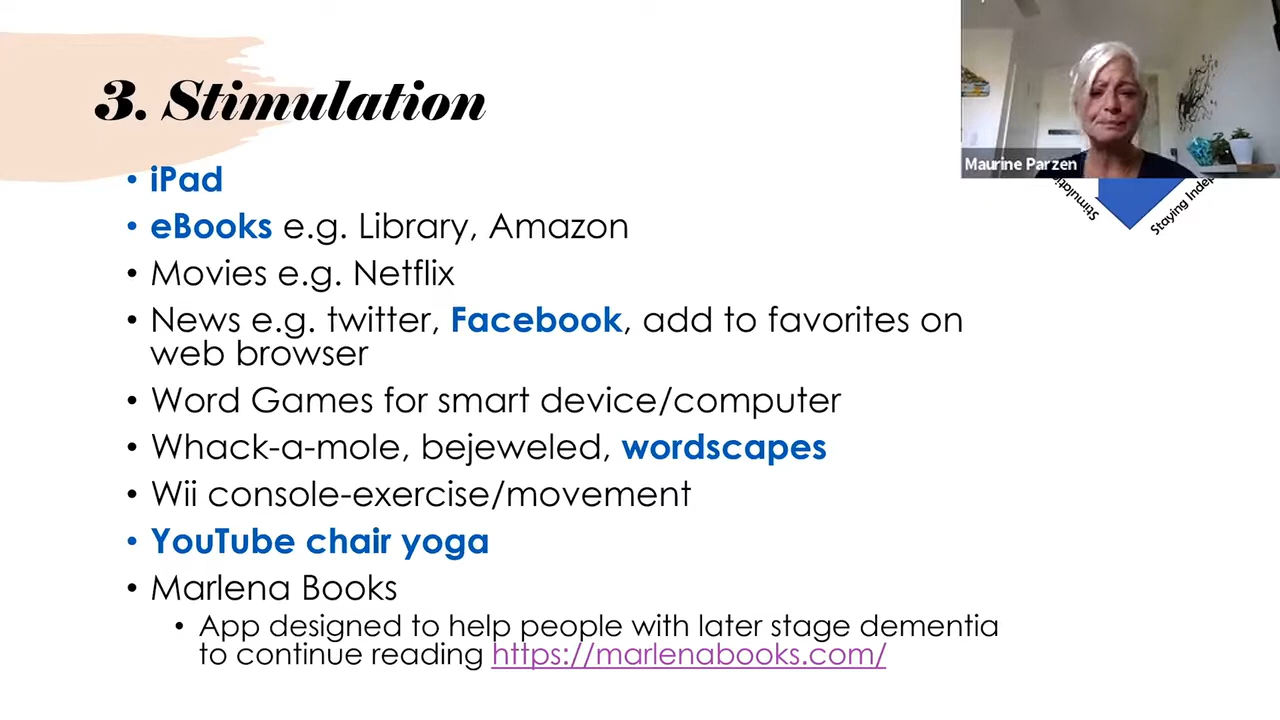 3. Stimulation
• iPad
• eBooks e.g. Library, Amazon
• Movies e.g. Netflix
• News e.g. twitter, Facebook, add to favorites on
web browser
• Word Games for smart device/computer
• Whack-a-mole, bejeweled, wordscapes
• Wii console-exercise/movement
• YouTube chair yoga
• Marlena Books
• App designed to help people with later stage dementia
to continue reading https://marlenabooks.com/
Maurine Parzen
Staying